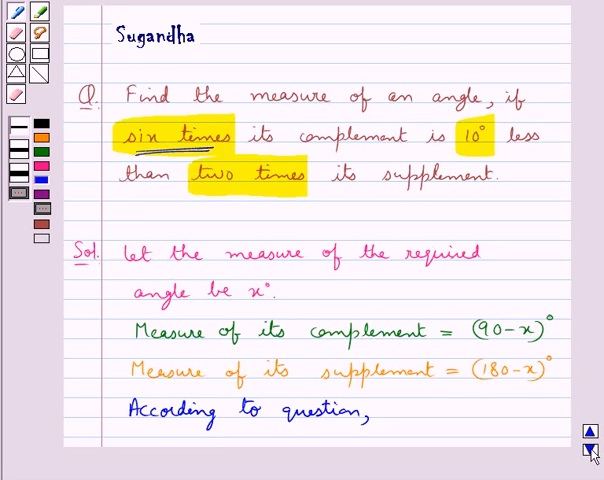 Sugandha
Q. Find the measure of an angle, if
six times its complement is 10° less
than two times its supplement.
Sol. Let the measure of the required
angle be x°.
Measure of its complement = (90-x)°
Measure of its supplement = (180-x)°
According to question,